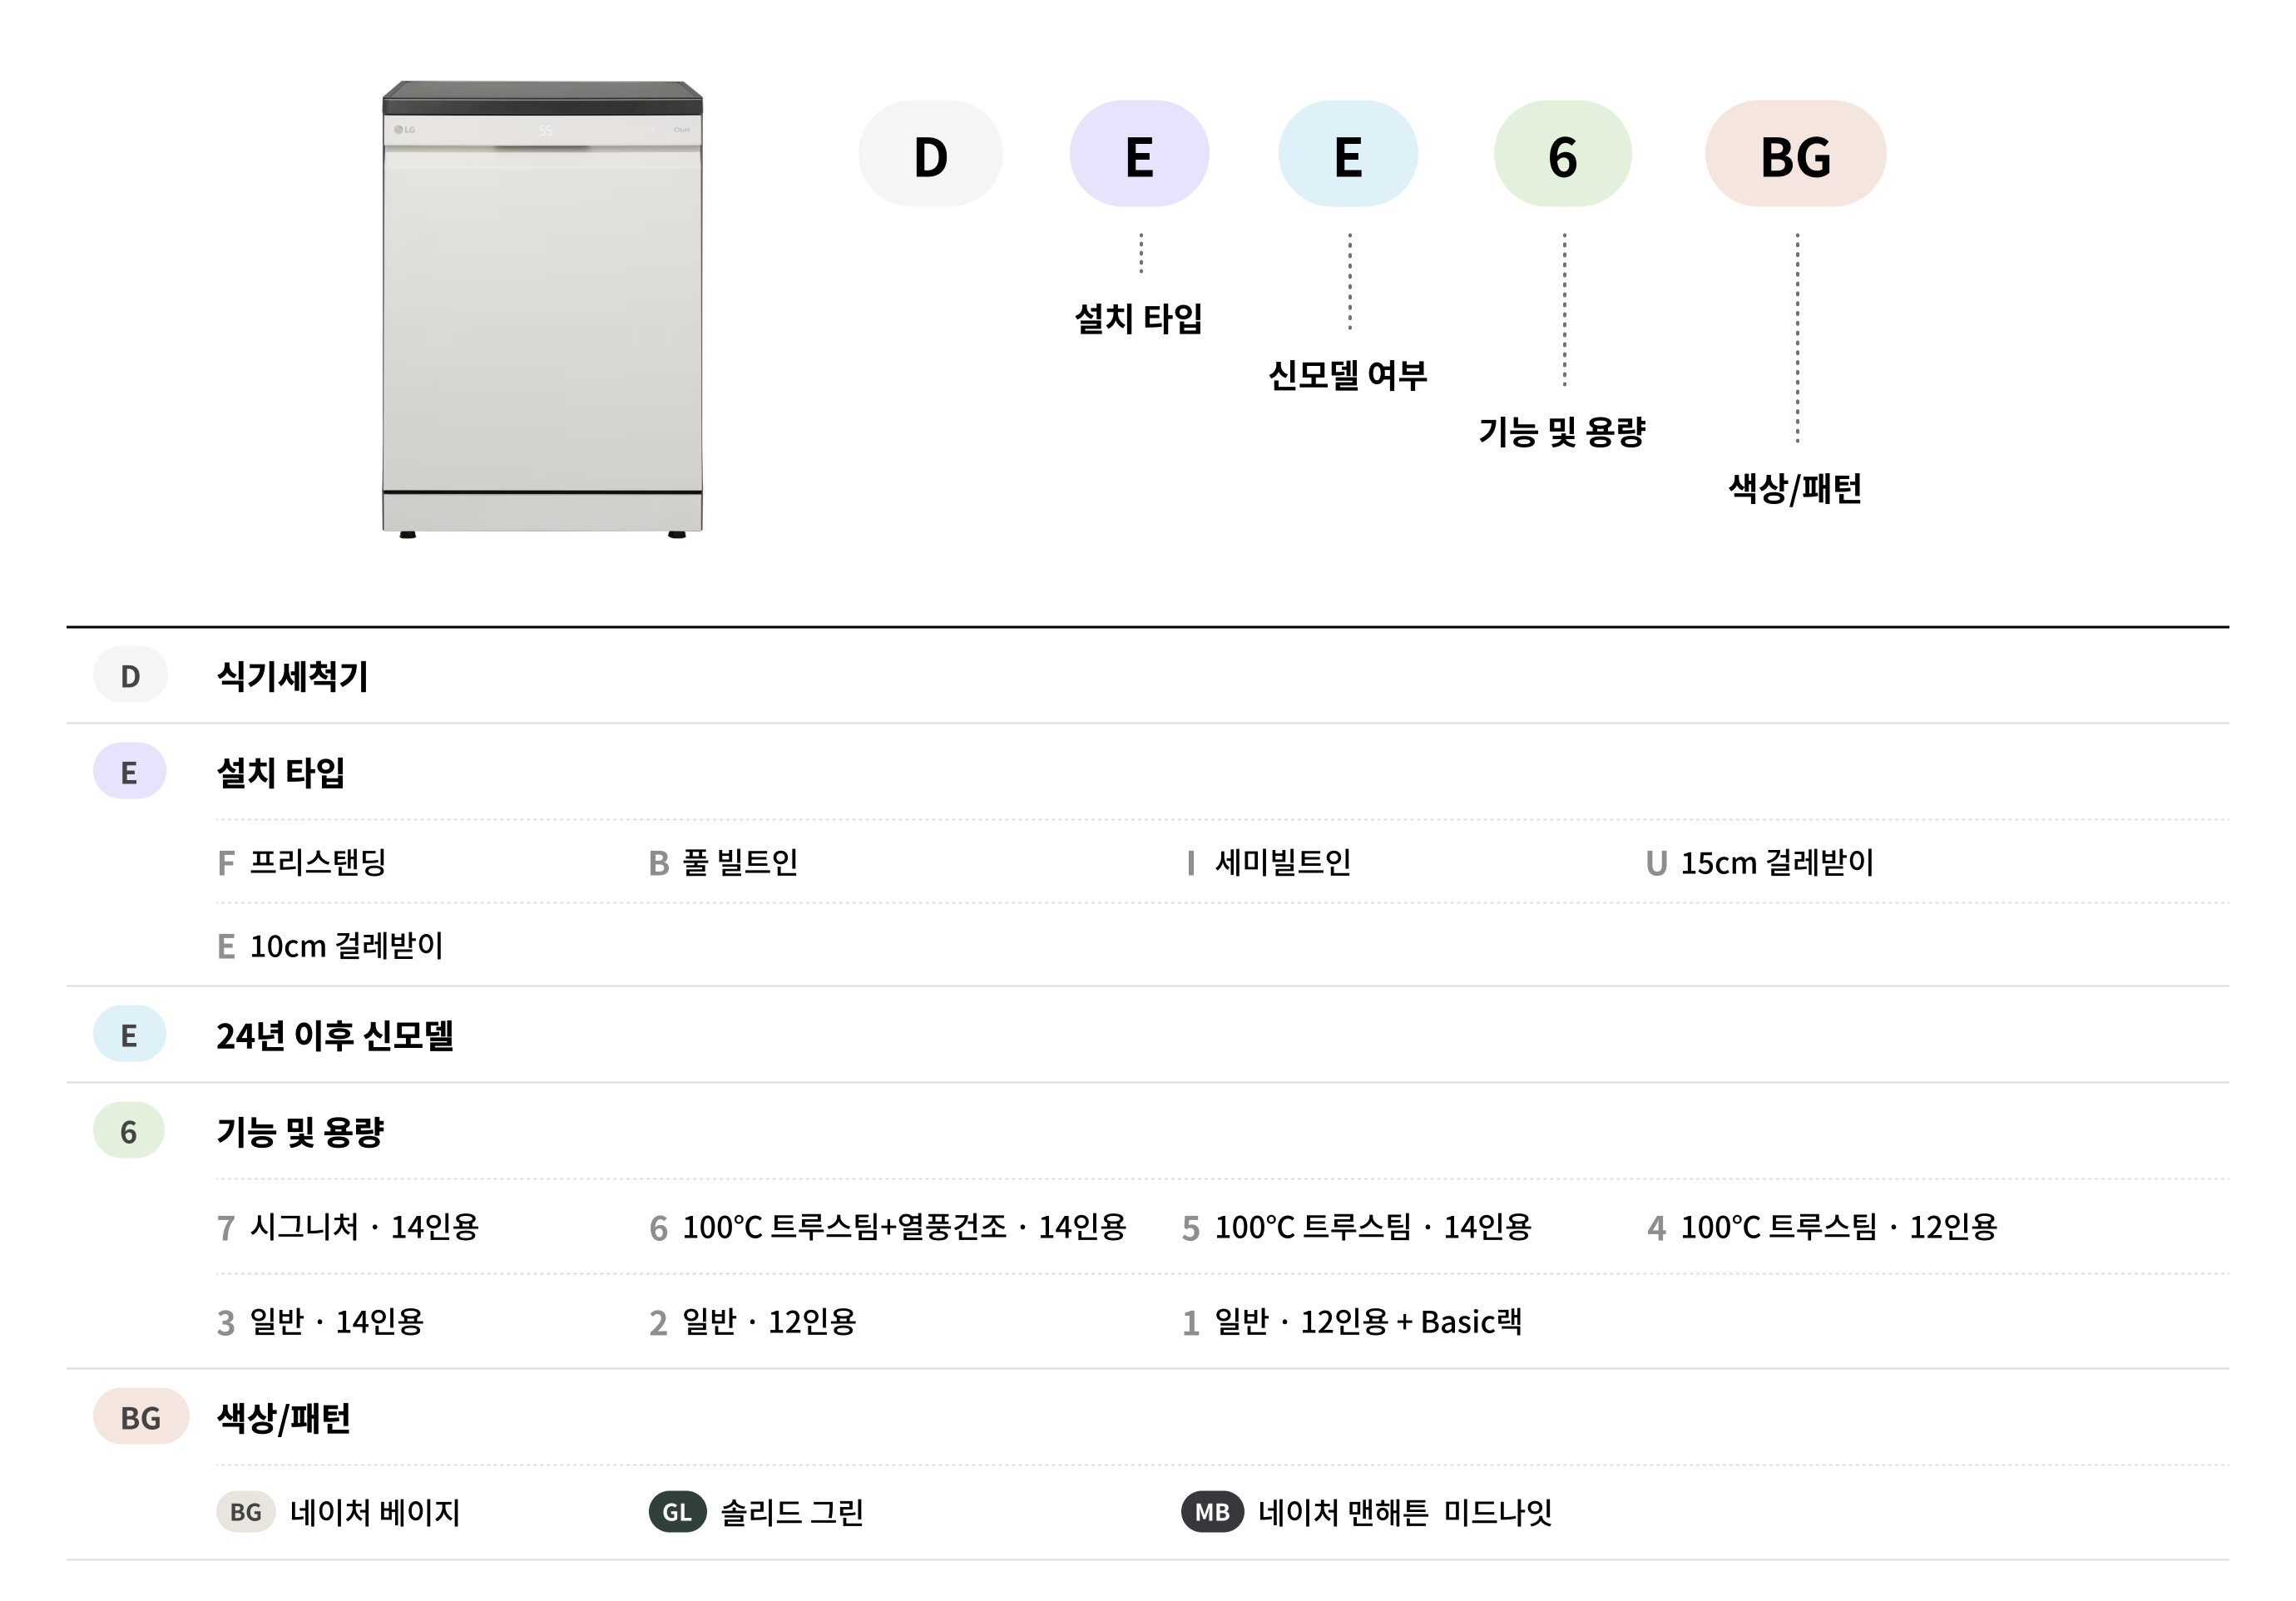 LG
D E E 6 BG
설치 타입
신모델 여부
기능 및 용량
색상/패턴
D 식기세척기
E 설치 타입
F 프리스탠딩 B 풀 빌트인 I 세미빌트인 U 15cm 걸레받이
E 10cm 걸레받이
E 24년 이후 신모델
6 기능 및 용량
7 시그니처 · 14인용 6 100°C 트루스팀+열풍건조 · 14인용 5 100°C 트루스팀 · 14인용 4 100°C 트루스팀 · 12인용
3 일반 · 14인용 2 일반 · 12인용 1 일반 · 12인용 + Basic랙
BG 색상/패턴
BG 네이처 베이지 GL 솔리드 그린 MB 네이처 맨해튼 미드나잇